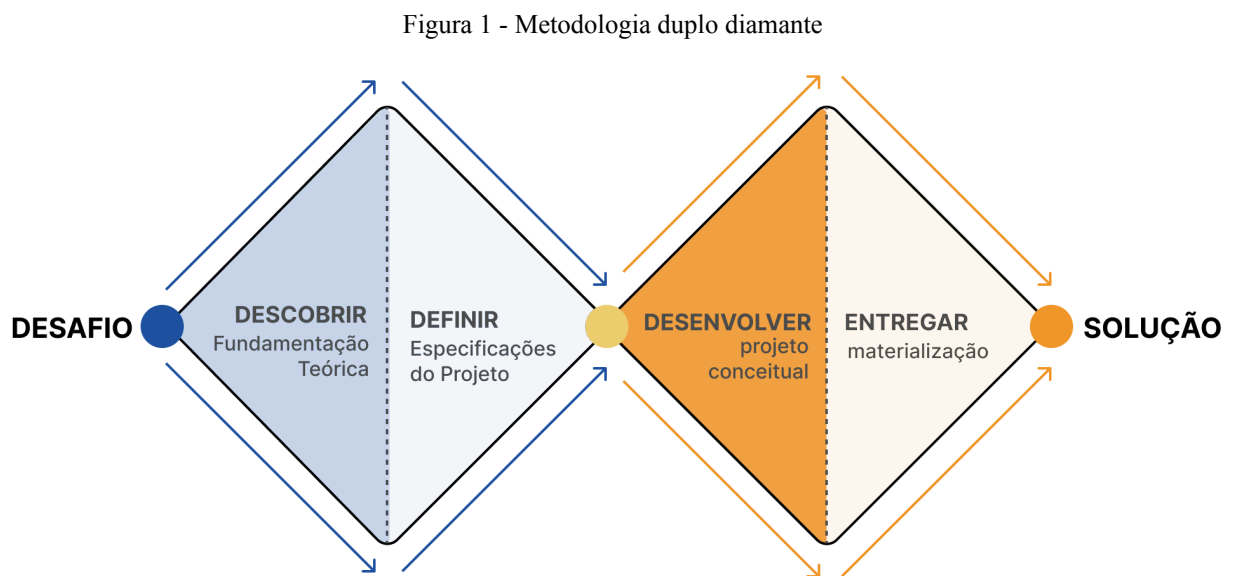 Figura 1 - Metodologia duplo diamante
DESAFIO
DESCOBRIR
Fundamentação
Teórica
DEFINIR
Especificações
do Projeto
DESENVOLVER
projeto
conceitual
ENTREGAR
materialização
SOLUÇÃO